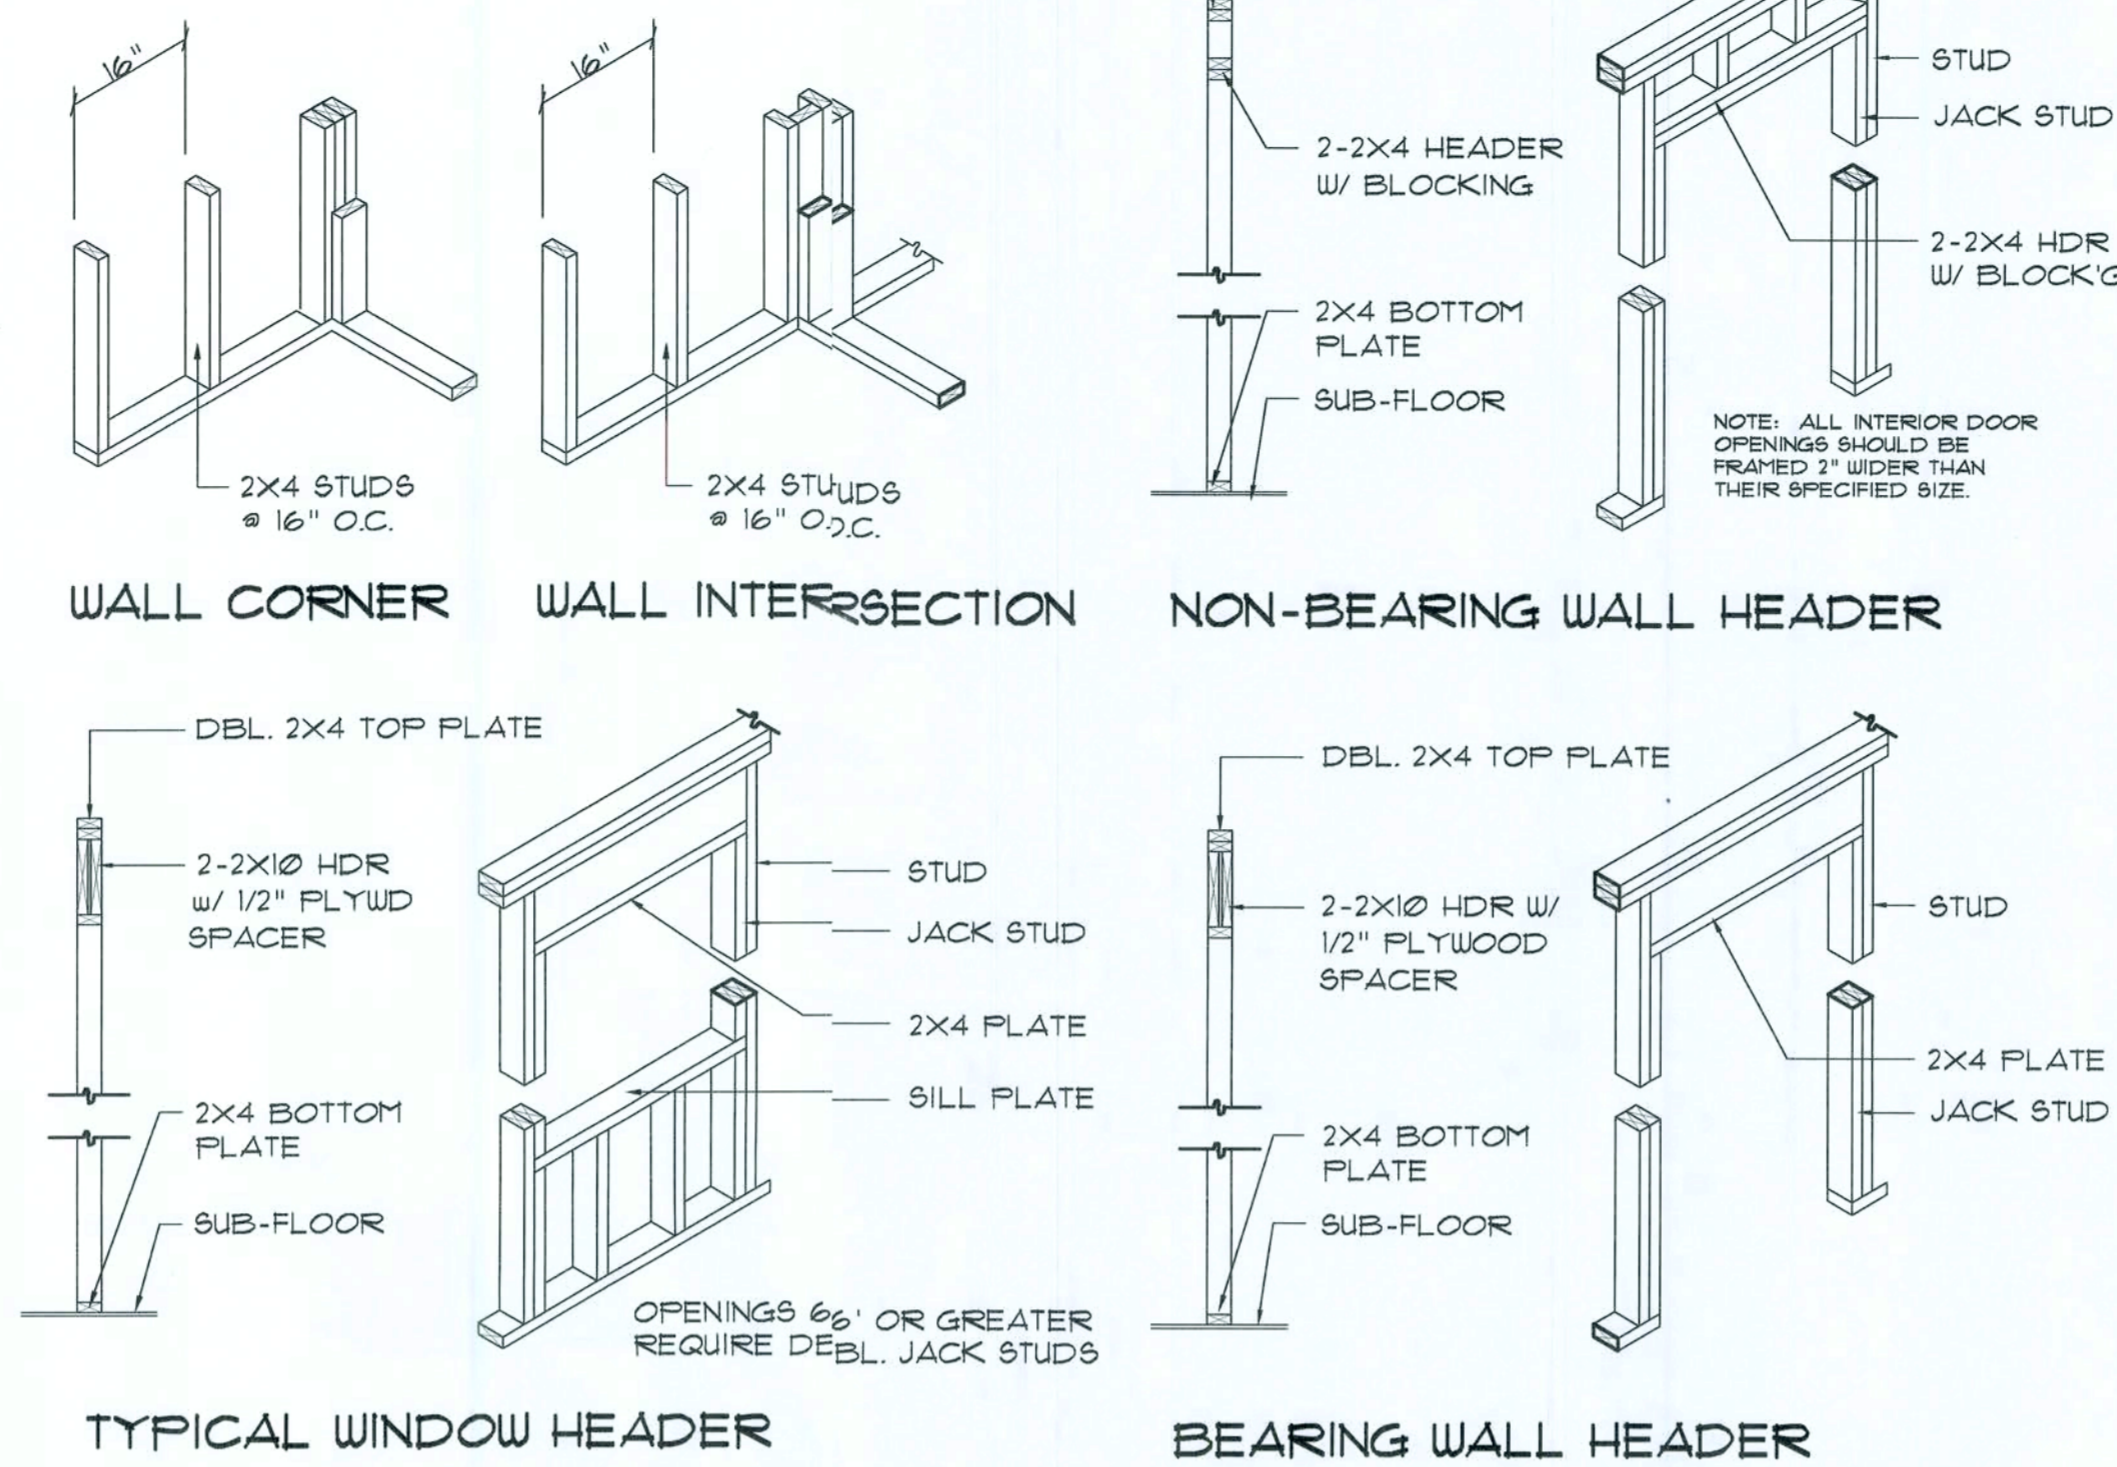 16"
2X4 STUDS
@ 16" O.C.
WALL CORNER
16"
2X4 STUUDS
@ 16" O.O.C.
WALL INTERRSECTION
2-2X4 HEADER
W/ BLOCKING
2X4 BOTTOM
PLATE
SUB-FLOOR
STUD
JACK STUD
2-2X4 HDR
W/ BLOCK'G
NOTE: ALL INTERIOR DOOR
OPENINGS SHOULD BE
FRAMED 2" WIDER THAN
THEIR SPECIFIED SIZE.
NON-BEARING WALL HEADER
DBL. 2X4 TOP PLATE
2-2X10 HDR
w/ 1/2" PLYWD
SPACER
2X4 BOTTOM
PLATE
SUB-FLOOR
STUD
JACK STUD
2X4 PLATE
SILL PLATE
OPENINGS 66' OR GREATER
REQUIRE DBL. JACK STUDS
TYPICAL WINDOW HEADER
DBL. 2X4 TOP PLATE
2-2X10 HDR W/
1/2" PLYWOOD
SPACER
2X4 BOTTOM
PLATE
SUB-FLOOR
STUD
2X4 PLATE
JACK STUD
BEARING WALL HEADER